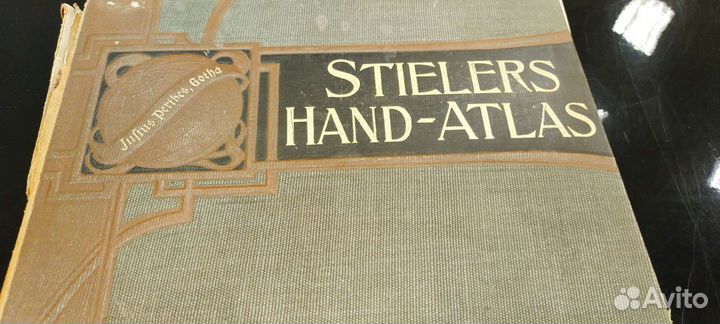 STIELERS
HAND-ATLAS
Justus Perthes, Gotha
Avito